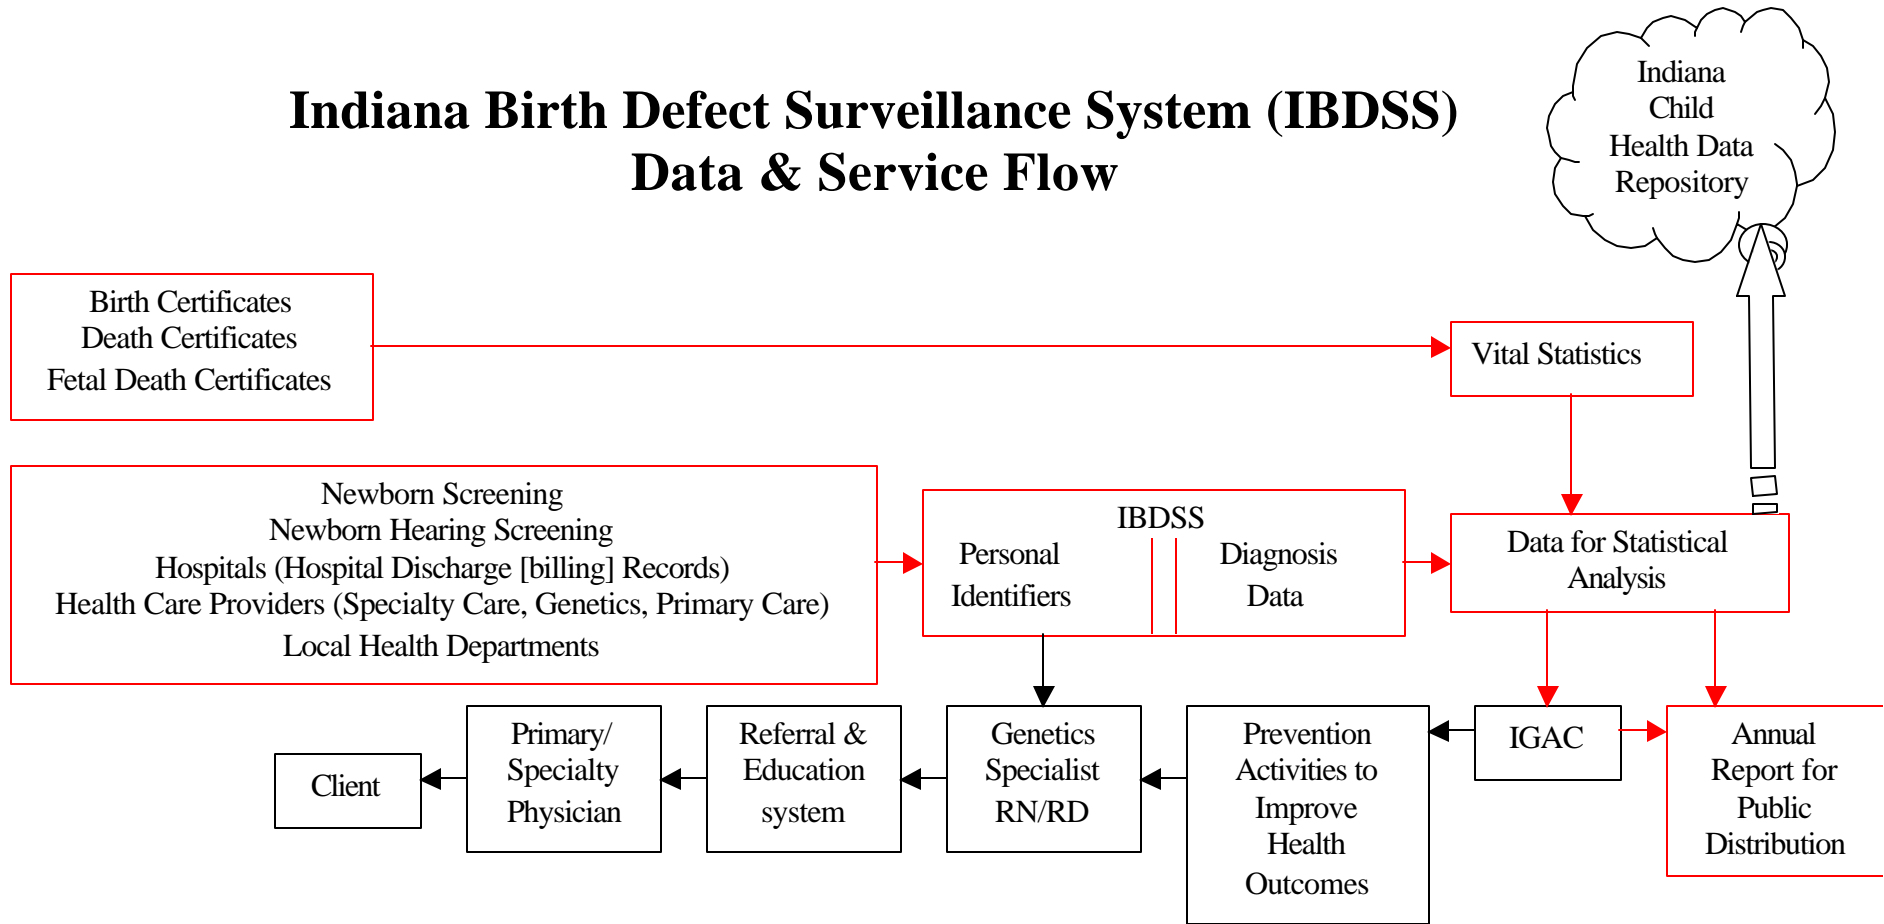 Indiana Birth Defect Surveillance System (IBDSS)
Data & Service Flow
Indiana
Child
Health Data
Repository
Birth Certificates
Death Certificates
Fetal Death Certificates
Vital Statistics
Newborn Screening
Newborn Hearing Screening
Hospitals (Hospital Discharge [billing] Records)
Health Care Providers (Specialty Care, Genetics, Primary Care)
Local Health Departments
IBDSS
Personal
Identifiers
Diagnosis
Data
Data for Statistical
Analysis
Client
Primary/
Specialty
Physician
Referral &
Education
system
Genetics
Specialist
RN/RD
Prevention
Activities to
Improve
Health
Outcomes
IGAC
Annual
Report for
Public
Distribution